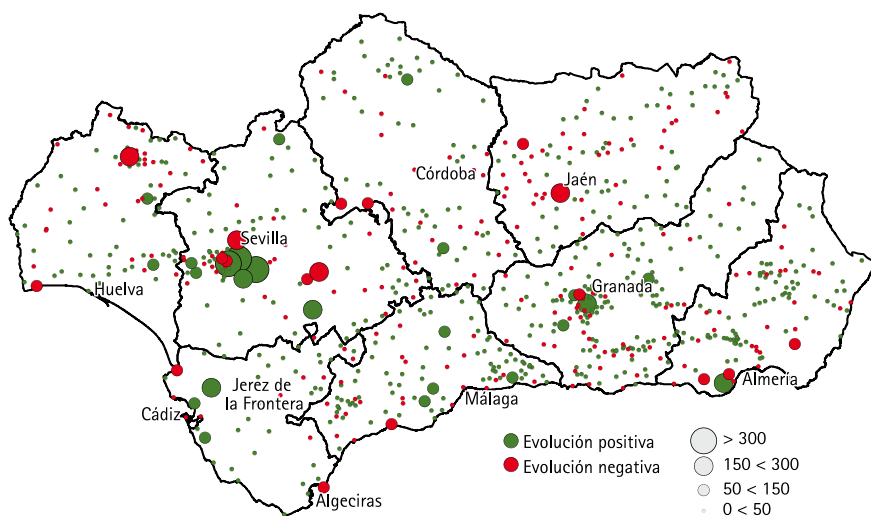 Córdoba
Jaén
Sevilla
Huelva
Granada
Jerez de
la Frontera
Cádiz
Málaga
Almería
Algeciras
Evolución positiva
Evolución negativa
> 300
150 < 300
50 < 150
0 < 50